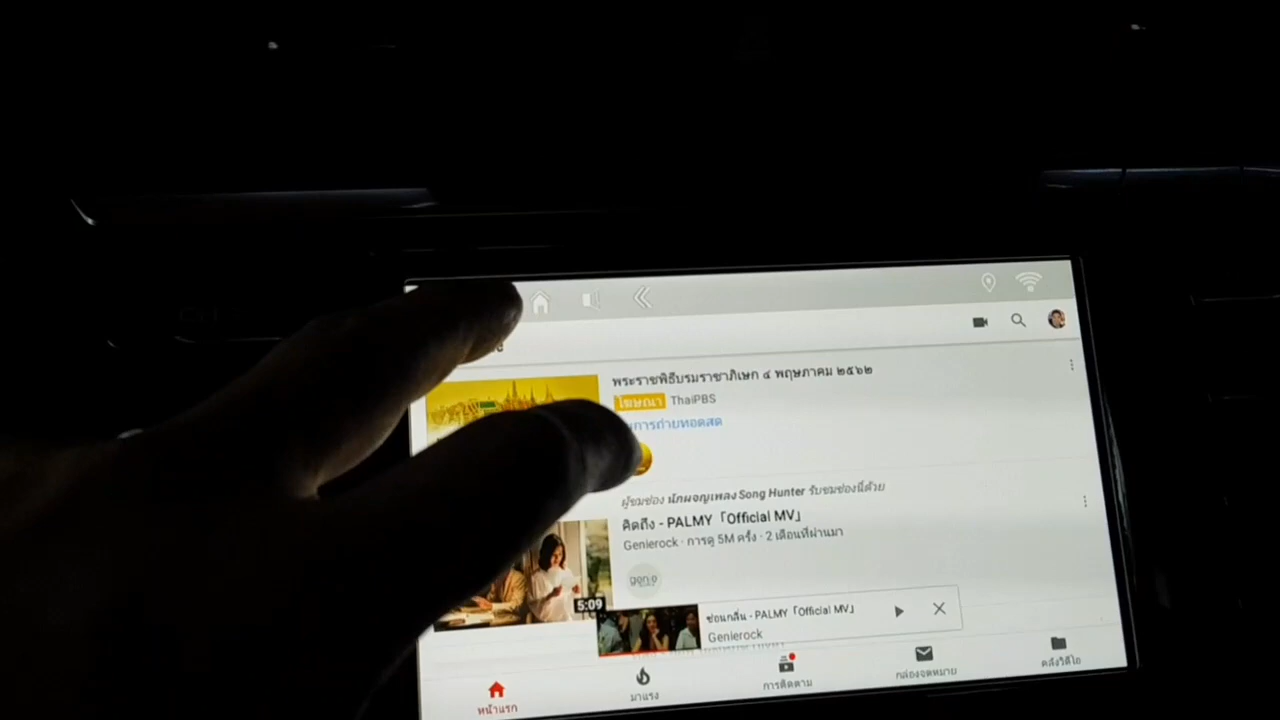 พระราชพิธีบรมราชาภิเษก ๔ พฤษภาคม ๒๕๖๒
โฆษณา ThaiPBS
การถ่ายทอดสด
ผู้ชมช่อง นักผจญเพลง Song Hunter รับชมช่องนี้ด้วย
คิดถึง - PALMY「Official MV」
Genierock · การดู 5M ครั้ง · 2 เดือนที่ผ่านมา
5:09
ซ่อนกลิ่น - PALMY「Official MV」
Genierock
หน้าแรก
มาแรง
การติดตาม
กล่องจดหมาย
คลังวิดีโอ